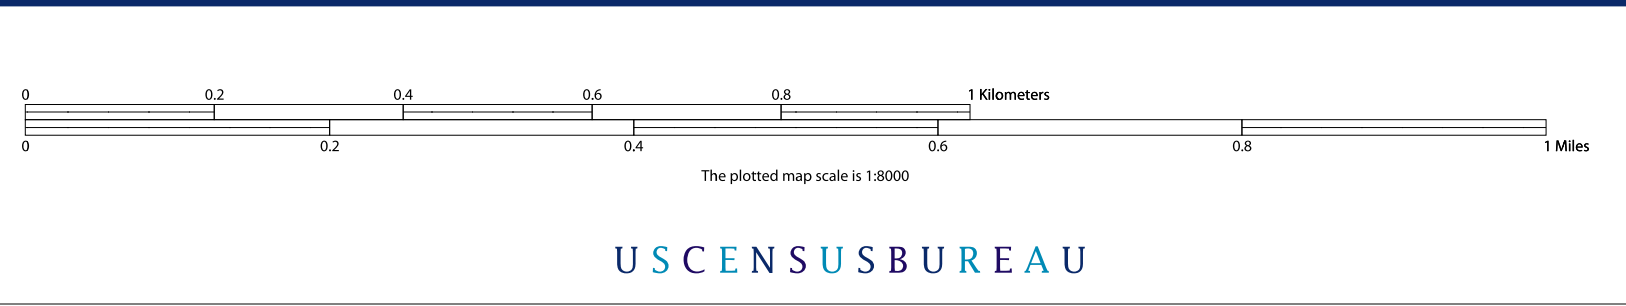 0 0.2 0.4 0.6 0.8 1 Kilometers
0 0.2 0.4 0.6 0.8 1 Miles
The plotted map scale is 1:8000
USCENSUSBUREAU